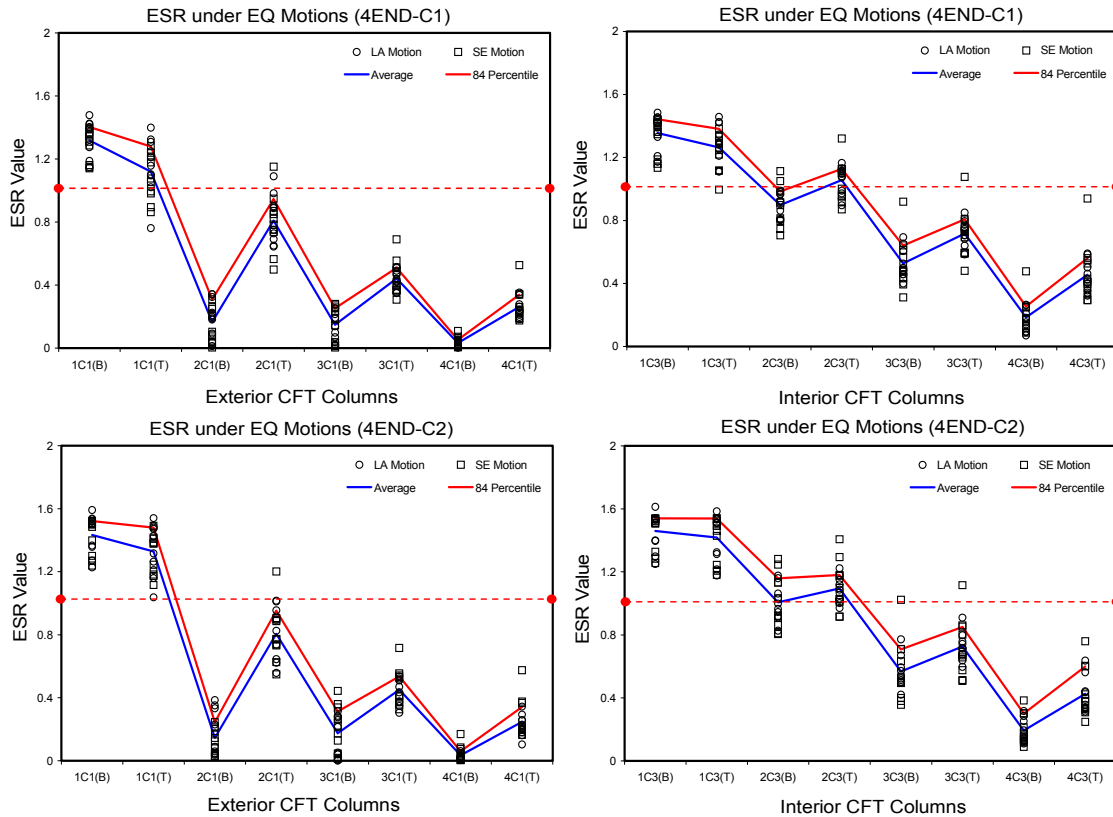 ESR under EQ Motions (4END-C1)
LA Motion
SE Motion
Average
84 Percentile
ESR Value
2
1.6
1.2
0.8
0.4
0
1C1(B) 1C1(T) 2C1(B) 2C1(T) 3C1(B) 3C1(T) 4C1(B) 4C1(T)
Exterior CFT Columns
ESR under EQ Motions (4END-C1)
LA Motion
SE Motion
Average
84 Percentile
ESR Value
2
1.6
1.2
0.8
0.4
0
1C3(B) 1C3(T) 2C3(B) 2C3(T) 3C3(B) 3C3(T) 4C3(B) 4C3(T)
Interior CFT Columns
ESR under EQ Motions (4END-C2)
LA Motion
SE Motion
Average
84 Percentile
ESR Value
2
1.6
1.2
0.8
0.4
0
1C1(B) 1C1(T) 2C1(B) 2C1(T) 3C1(B) 3C1(T) 4C1(B) 4C1(T)
Exterior CFT Columns
ESR under EQ Motions (4END-C2)
LA Motion
SE Motion
Average
84 Percentile
ESR Value
2
1.6
1.2
0.8
0.4
0
1C3(B) 1C3(T) 2C3(B) 2C3(T) 3C3(B) 3C3(T) 4C3(B) 4C3(T)
Interior CFT Columns